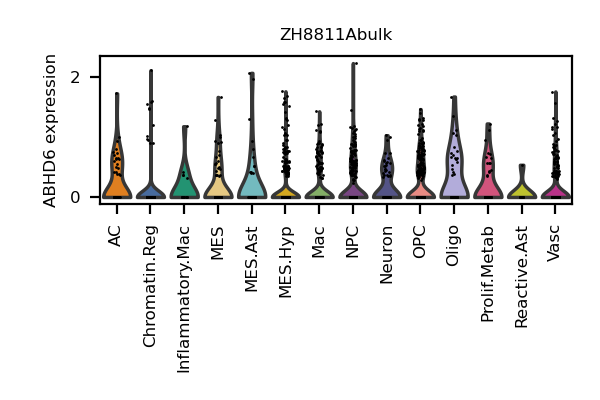 ZH8811Abulk
ABHD6 expression
2
0
AC
Chromatin.Reg
Inflammatory.Mac
MES
MES.Ast
MES.Hyp
Mac
NPC
Neuron
OPC
Oligo
Prolif.Metab
Reactive.Ast
Vasc